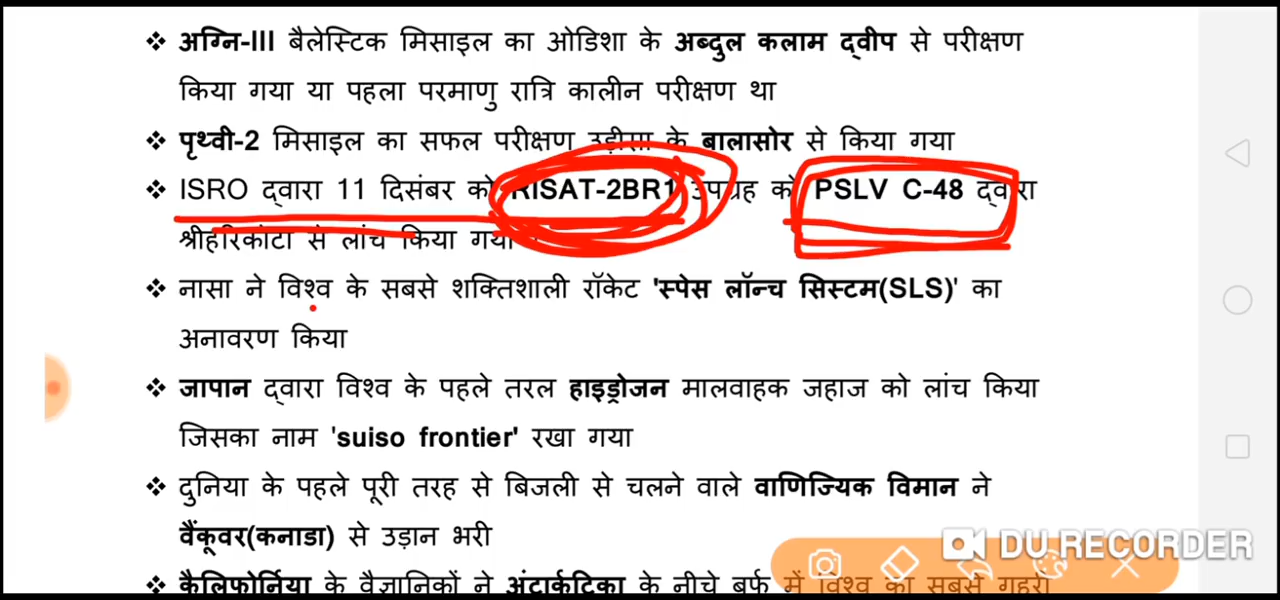 ❖ अग्नि-III बैलेस्टिक मिसाइल का ओडिशा के अब्दुल कलाम द्वीप से परीक्षण
किया गया या पहला परमाणु रात्रि कालीन परीक्षण था
❖ पृथ्वी-2 मिसाइल का सफल परीक्षण उड़ीसा के बालासोर से किया गया
❖ ISRO द्वारा 11 दिसंबर को RISAT-2BR1 उपग्रह को PSLV C-48 द्वारा
श्रीहरिकोटा से लांच किया गया
❖ नासा ने विश्व के सबसे शक्तिशाली रॉकेट 'स्पेस लॉन्च सिस्टम(SLS)' का
अनावरण किया
❖ जापान द्वारा विश्व के पहले तरल हाइड्रोजन मालवाहक जहाज को लांच किया
जिसका नाम 'suiso frontier' रखा गया
❖ दुनिया के पहले पूरी तरह से बिजली से चलने वाले वाणिज्यिक विमान ने
वैंकूवर(कनाडा) से उड़ान भरी
DU RECORDER
❖ कैलिफोर्निया के वैज्ञानिकों ने अंटार्कटिका के नीचे बर्फ में विश्व का सबसे गहरी